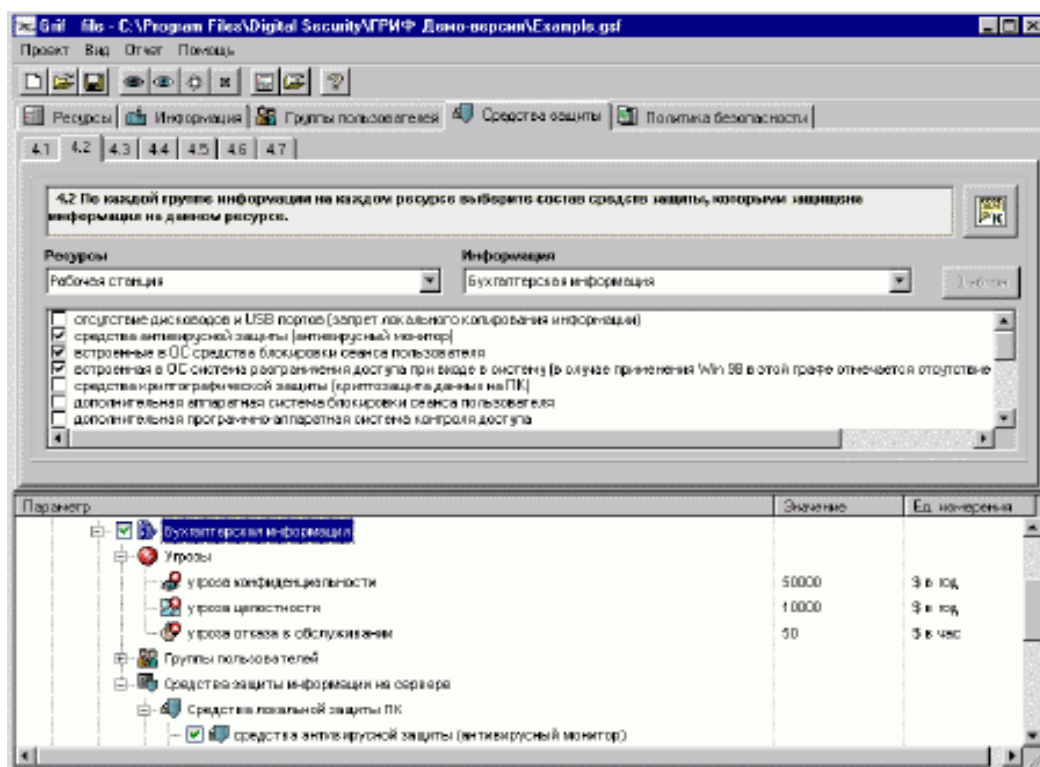 Grif file - C:\Program Files\Digital Security\ГРИФ Демо-версия\Example.gsf
Проект Вид Отчет Помощь
Ресурсы Информация Группы пользователей Средства защиты Политика безопасности
4.1 4.2 4.3 4.4 4.5 4.6 4.7
4.2 По каждой группе информации на каждом ресурсе выберите состав средств защиты, которыми защищена
информация на данном ресурсе.
Ресурсы Информация
Рабочая станция Бухгалтерская информация
отсутствие дисководов и USB портов (запрет локального копирования информации)
средства антивирусной защиты (антивирусный монитор)
встроенные в ОС средства блокировки сеанса пользователя
встроенная в ОС система разграничения доступа при входе в систему (в случае применения Win 98 в этой графе отмечается отсутствие
средства криптографической защиты (криптозащита данных на ПК)
дополнительная аппаратная система блокировки сеанса пользователя
дополнительная программно-аппаратная система контроля доступа
Параметр Значение Ед. измерения
Бухгалтерская информация
Угрозы
угроза конфиденциальности 50000 $ в год
угроза целостности 10000 $ в год
угроза отказа в обслуживании 50 $ в час
Группы пользователей
Средства защиты информации на сервере
Средства локальной защиты ПК
средства антивирусной защиты (антивирусный монитор)